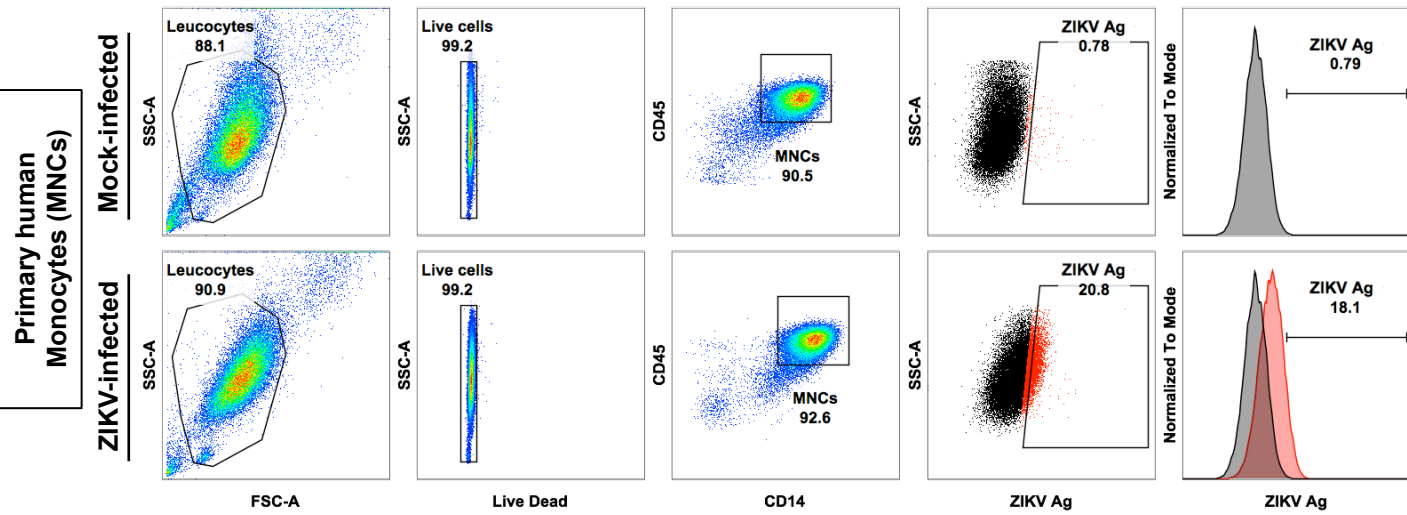 Primary human
Monocytes (MNCs)
Mock-infected
Leucocytes
88.1
SSC-A
Live cells
99.2
SSC-A
CD45
MNCs
90.5
SSC-A
ZIKV Ag
0.78
Normalized To Mode
ZIKV Ag
0.79
ZIKV-infected
Leucocytes
90.9
SSC-A
FSC-A
Live cells
99.2
SSC-A
Live Dead
CD45
MNCs
92.6
CD14
SSC-A
ZIKV Ag
20.8
ZIKV Ag
Normalized To Mode
ZIKV Ag
18.1
ZIKV Ag